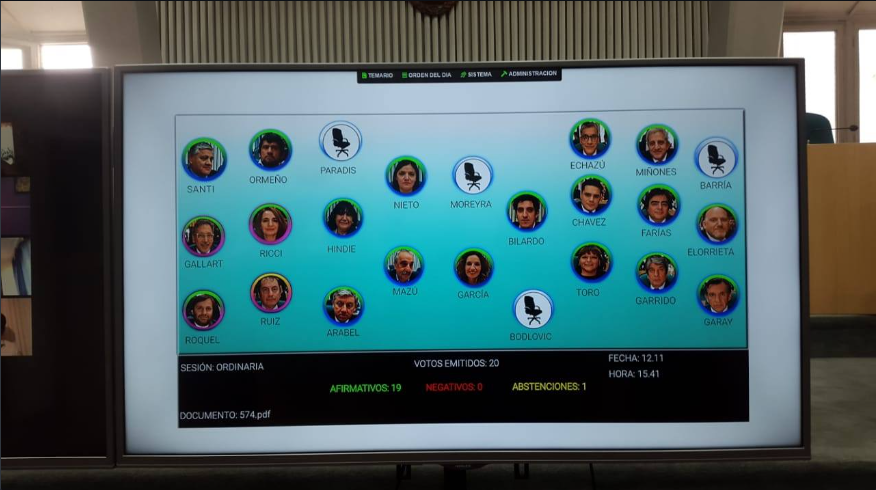 TEMARIO ORDEN DEL DIA SISTEMA ADMINISTRACION
SANTI
ORMEÑO
PARADIS
NIETO
MOREYRA
ECHAZÚ
MIÑONES
BARRÍA
GALLART
RICCI
HINDIE
BILARDO
CHAVEZ
FARÍAS
ELORRIETA
ROQUEL
RUIZ
ARABEL
MAZÚ
GARCÍA
BODLOVIC
TORO
GARRIDO
GARAY
SESIÓN: ORDINARIA
VOTOS EMITIDOS: 20
FECHA: 12.11
HORA: 15.41
AFIRMATIVOS: 19 NEGATIVOS: 0 ABSTENCIONES: 1
DOCUMENTO: 574.pdf